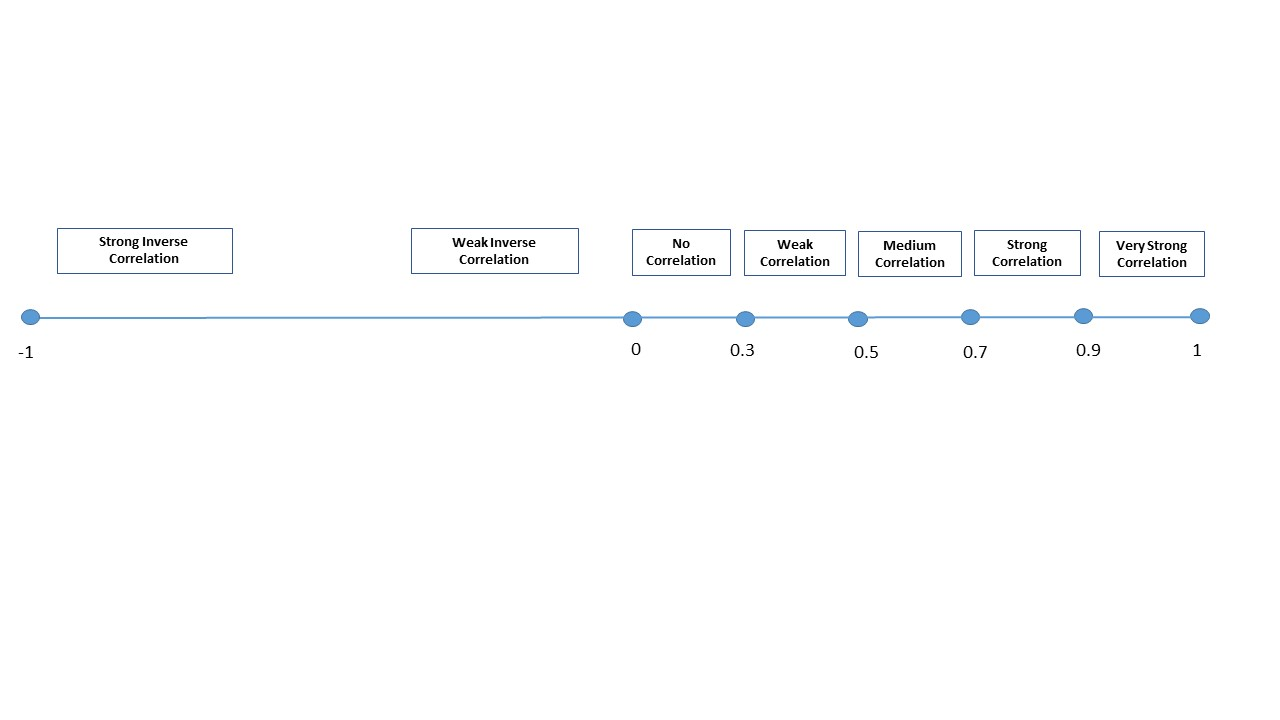 Strong Inverse
Correlation
Weak Inverse
Correlation
No
Correlation
Weak
Correlation
Medium
Correlation
Strong
Correlation
Very Strong
Correlation
-1
0
0.3
0.5
0.7
0.9
1